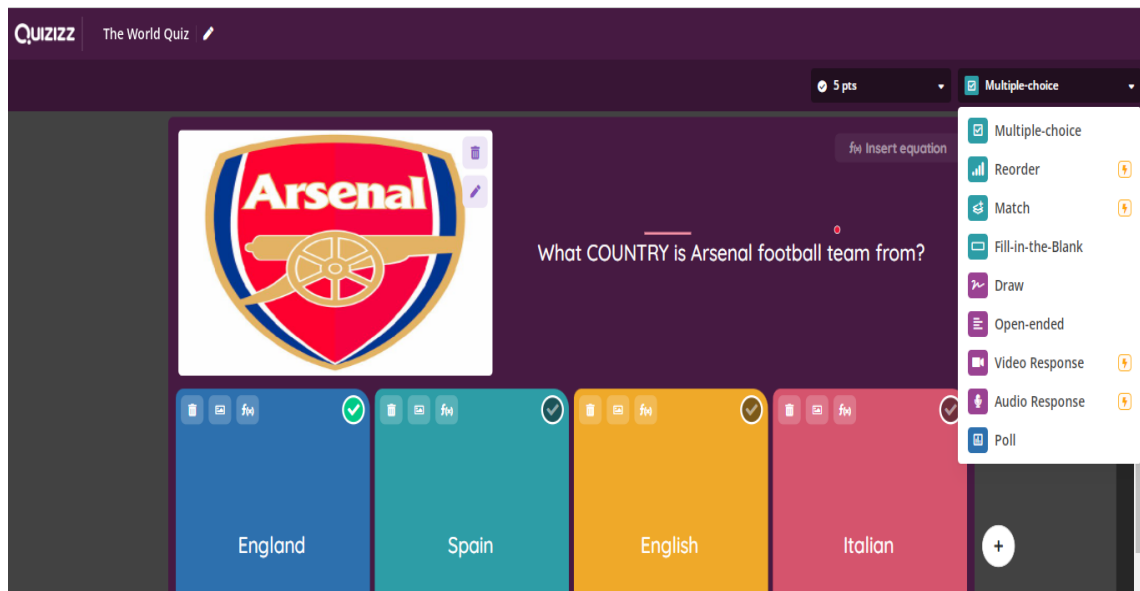 QUIZIZZ The World Quiz
5 pts Multiple-choice
Arsenal
f(x) Insert equation
What COUNTRY is Arsenal football team from?
Multiple-choice
Reorder
Match
Fill-in-the-Blank
Draw
Open-ended
Video Response
Audio Response
Poll
f(x) f(x) f(x) f(x)
England Spain English Italian +